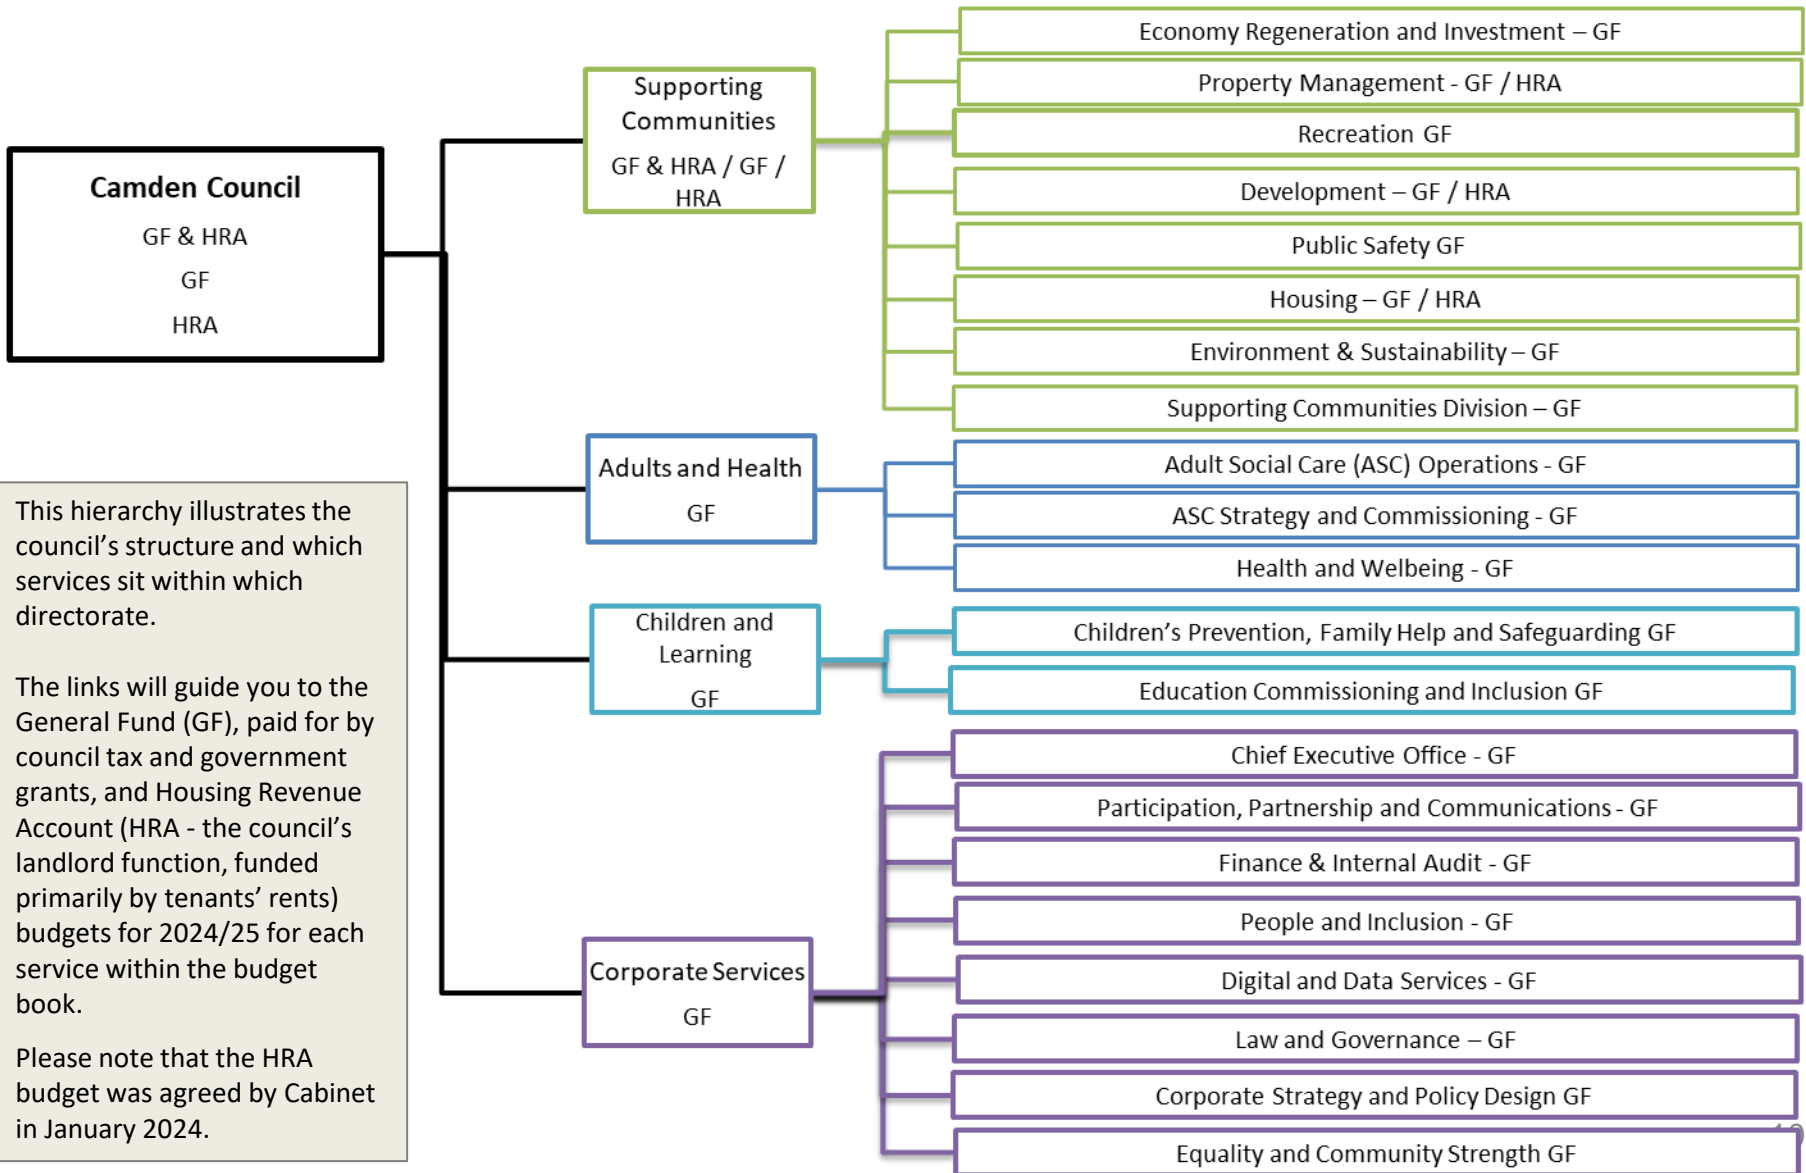 Camden Council
GF & HRA
GF
HRA
This hierarchy illustrates the
council’s structure and which
services sit within which
directorate.
The links will guide you to the
General Fund (GF), paid for by
council tax and government
grants, and Housing Revenue
Account (HRA - the council’s
landlord function, funded
primarily by tenants’ rents)
budgets for 2024/25 for each
service within the budget
book.
Please note that the HRA
budget was agreed by Cabinet
in January 2024.
Supporting
Communities
GF & HRA / GF /
HRA
Economy Regeneration and Investment – GF
Property Management - GF / HRA
Recreation GF
Development – GF / HRA
Public Safety GF
Housing – GF / HRA
Environment & Sustainability – GF
Supporting Communities Division – GF
Adults and Health
GF
Adult Social Care (ASC) Operations - GF
ASC Strategy and Commissioning - GF
Health and Welbeing - GF
Children and
Learning
GF
Children’s Prevention, Family Help and Safeguarding GF
Education Commissioning and Inclusion GF
Corporate Services
GF
Chief Executive Office - GF
Participation, Partnership and Communications - GF
Finance & Internal Audit - GF
People and Inclusion - GF
Digital and Data Services - GF
Law and Governance – GF
Corporate Strategy and Policy Design GF
Equality and Community Strength GF